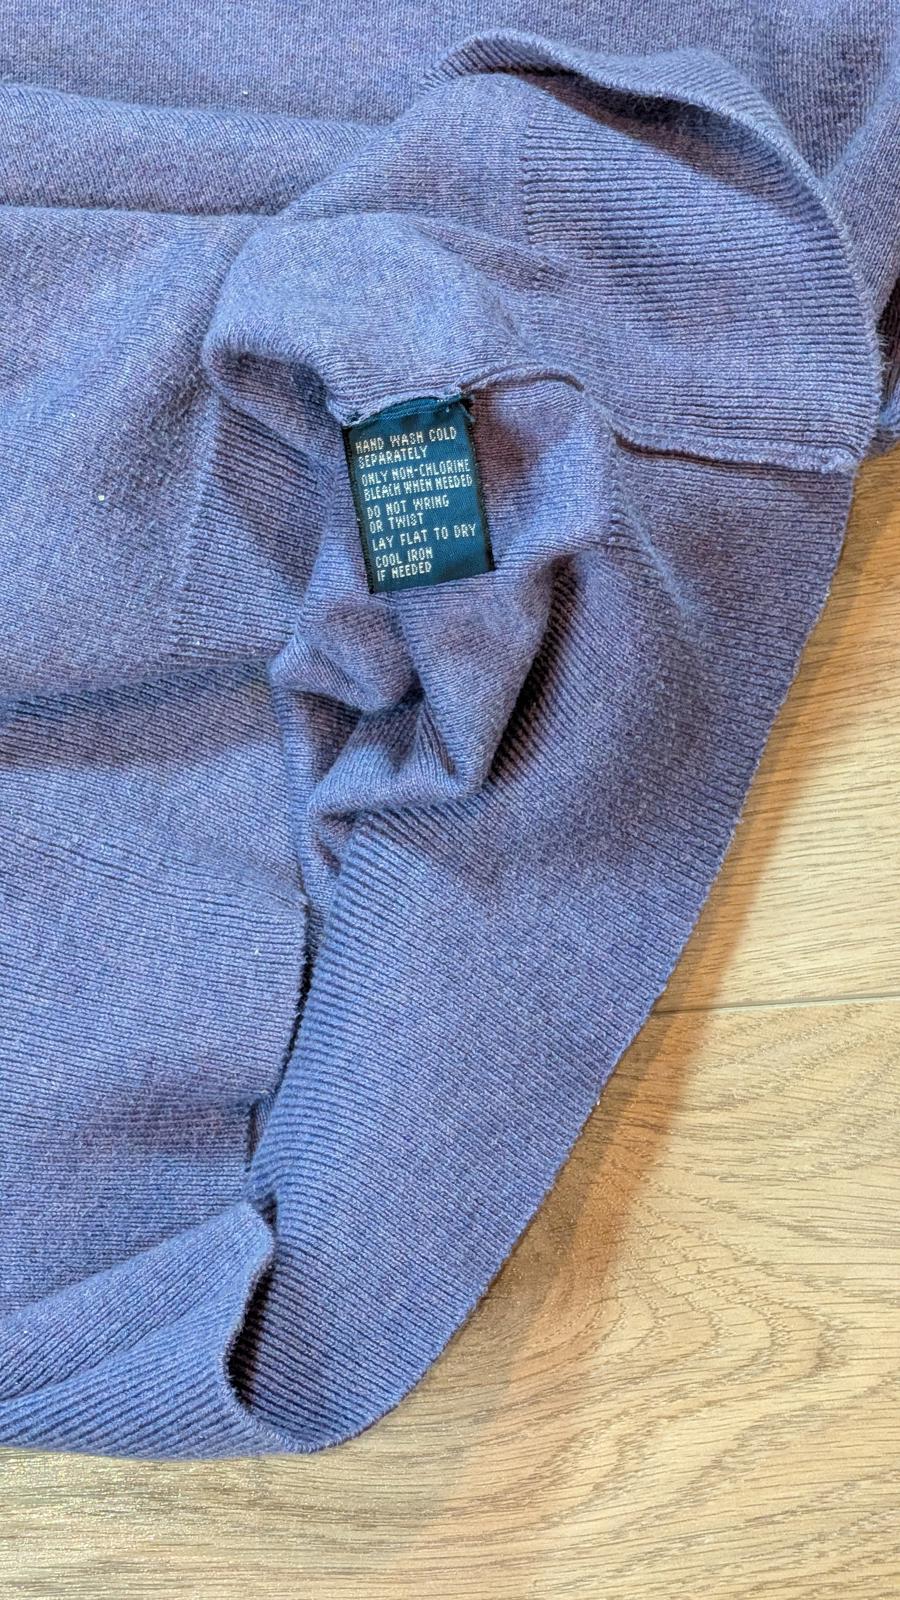 HAND WASH COLD
SEPARATELY
ONLY NON-CHLORINE
BLEACH WHEN NEEDED
DO NOT WRING
OR TWIST
LAY FLAT TO DRY
COOL IRON
IF NEEDED